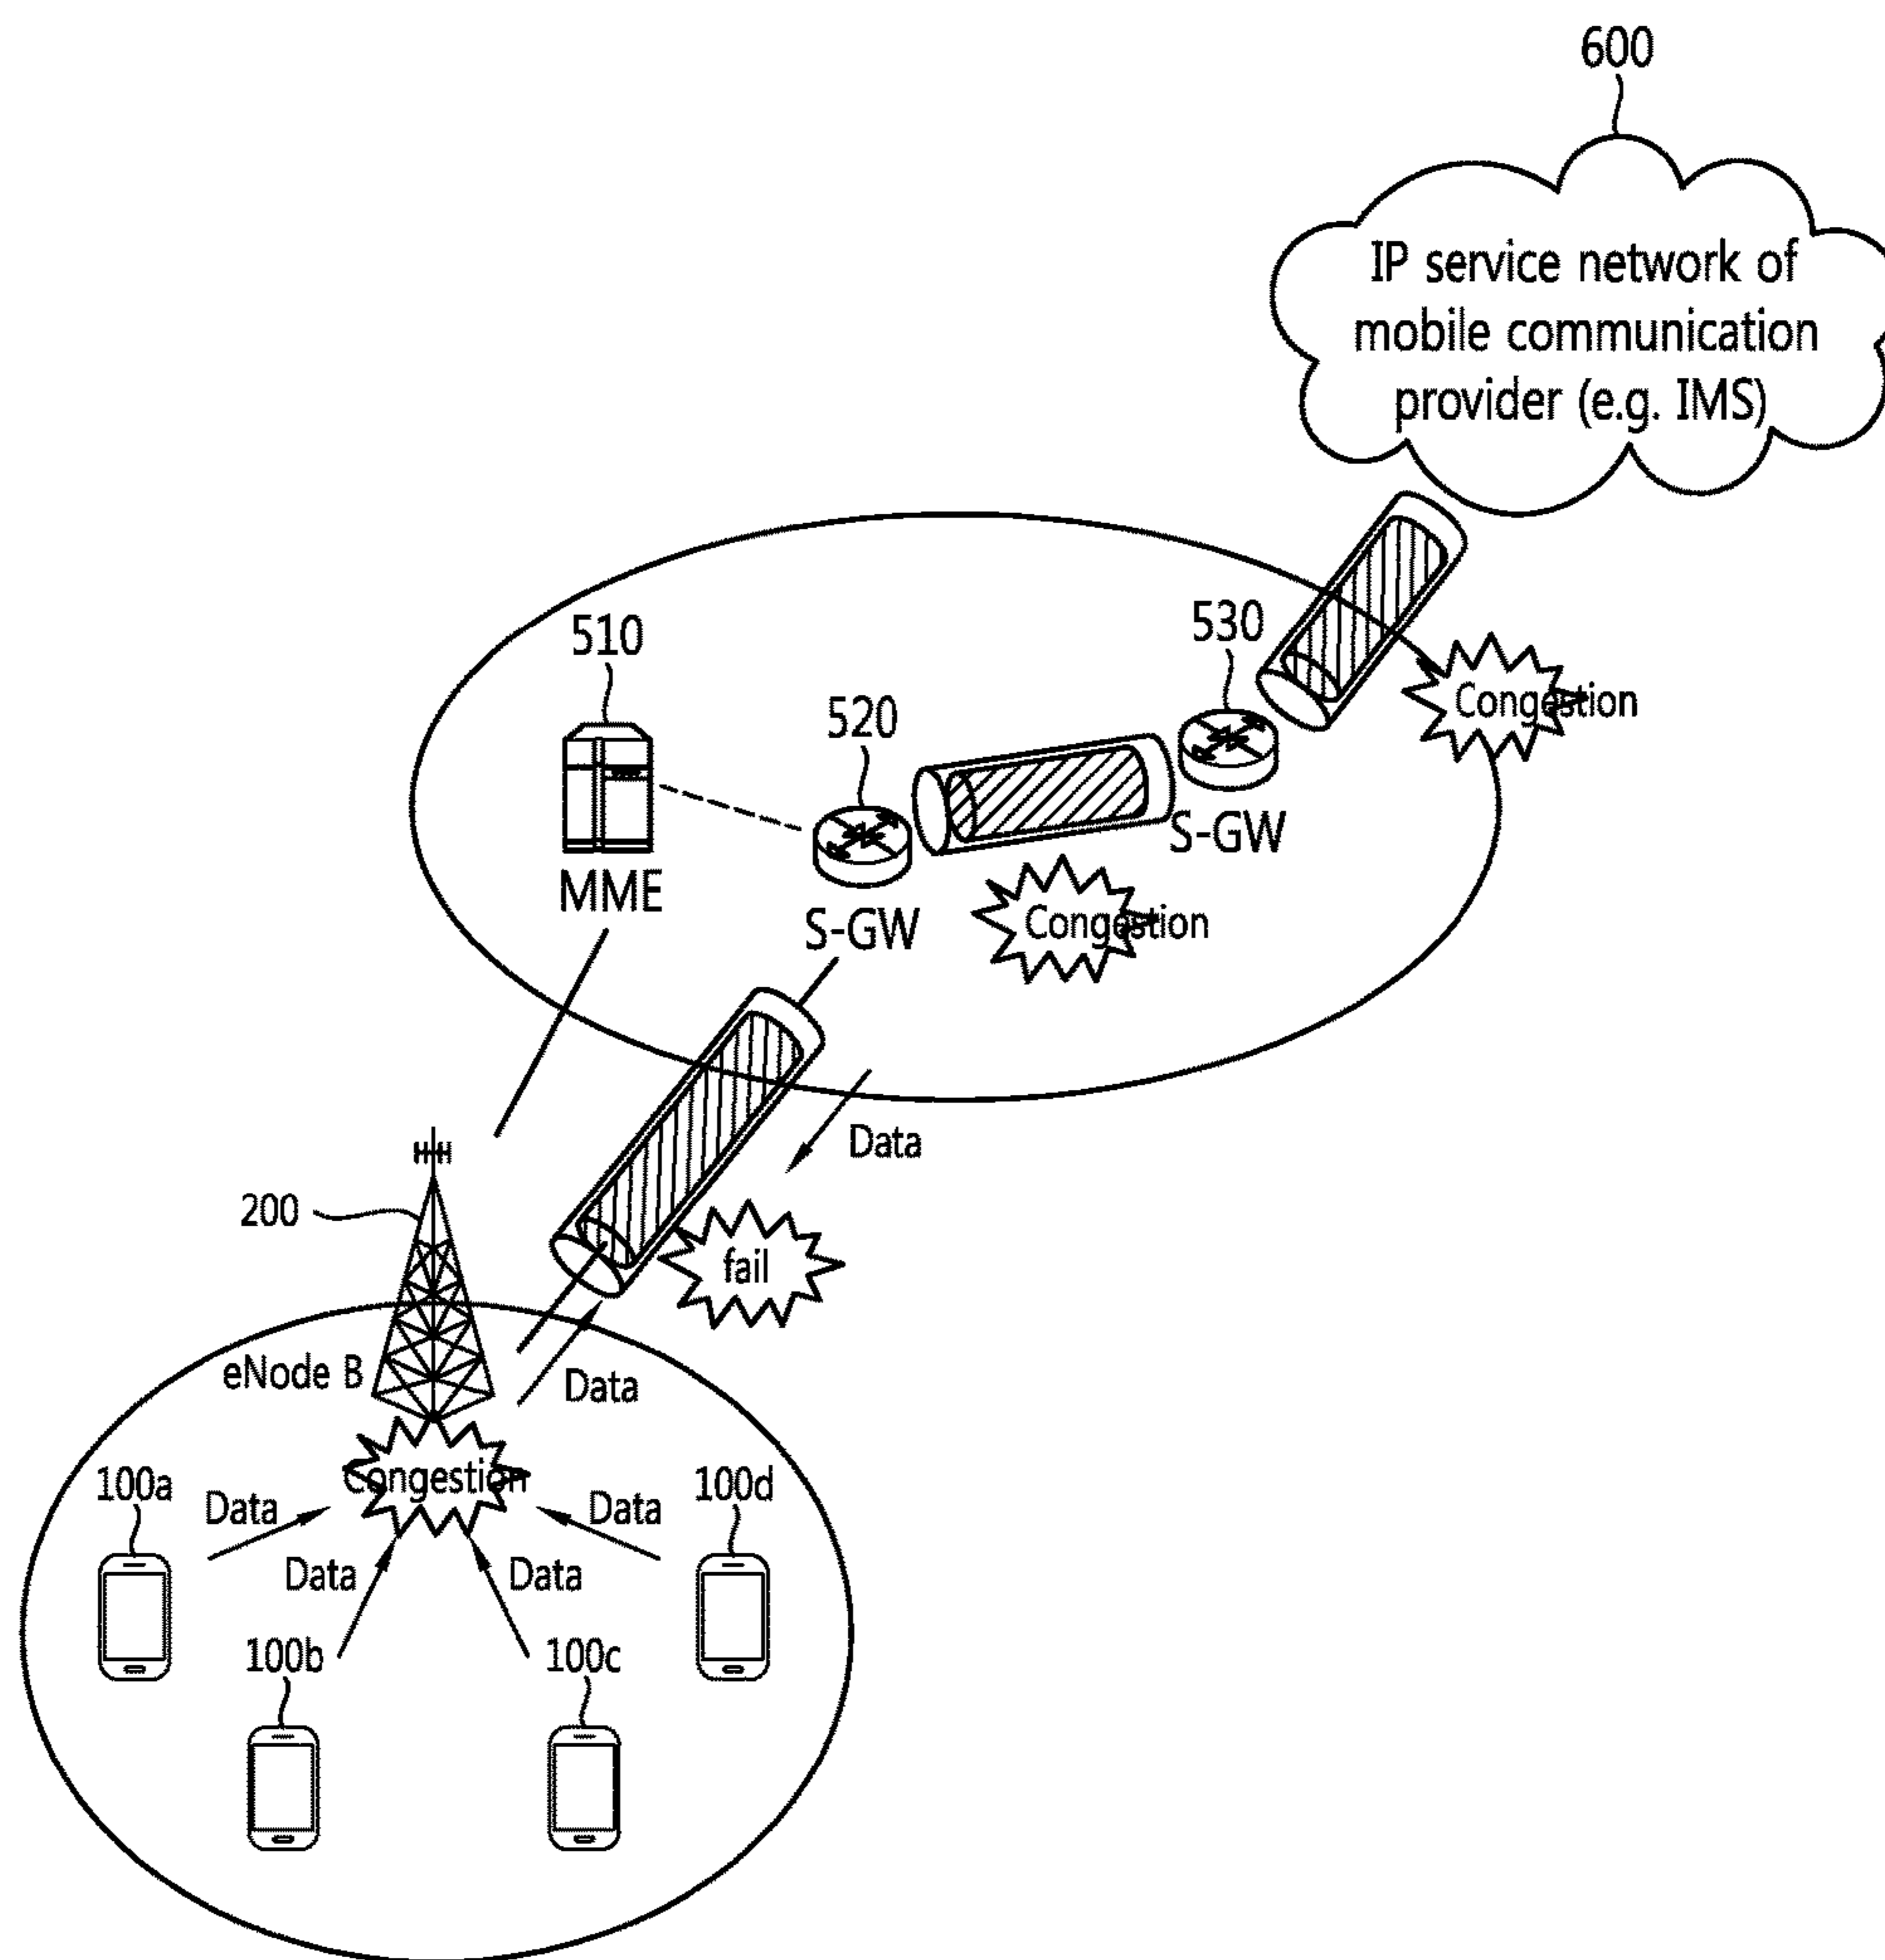 600
IP service network of
mobile communication
provider (e.g. IMS)
510
520
530
Congestion
MME
S-GW
S-GW
Congestion
Data
200
fail
eNode B
Data
Congestion
100a
Data
Data
100d
Data
Data
100b
100c